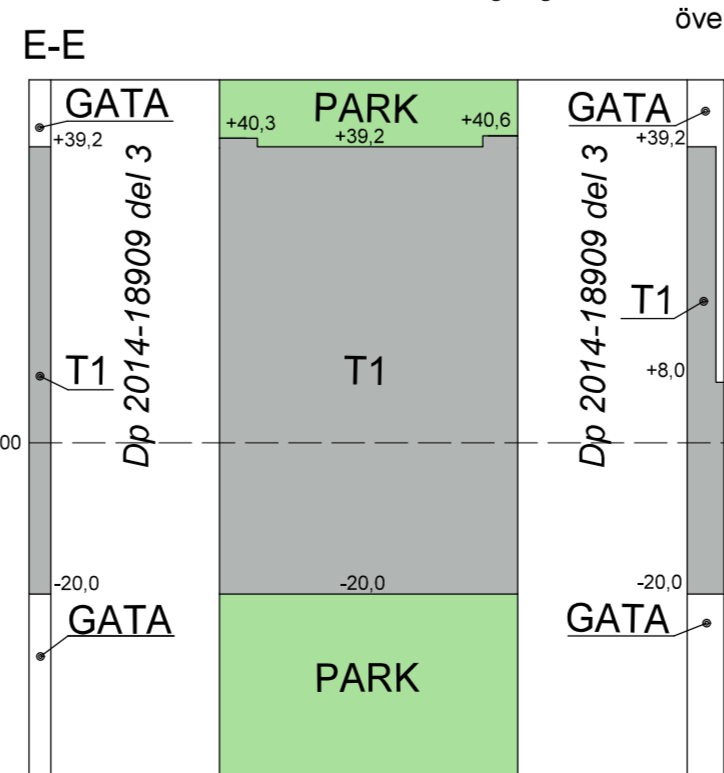 öve
E-E
GATA
PARK
GATA
+40,3
+39,2
+40,6
+39,2
+39,2
Dp 2014-18909 del 3
Dp 2014-18909 del 3
T1
T1
T1
+8,0
00
-20,0
-20,0
-20,0
GATA
GATA
PARK